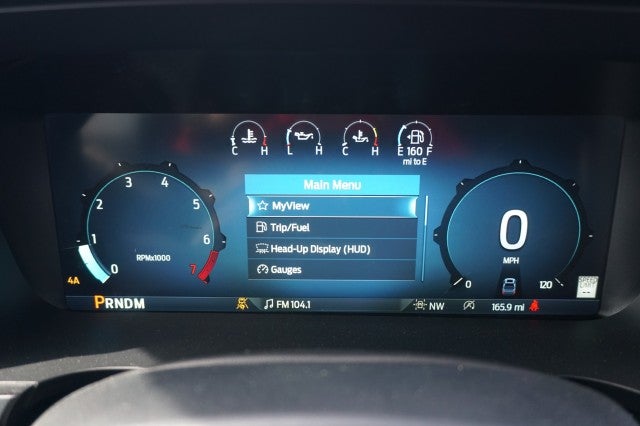 C H L H C H E 160 F
mi to E
Main Menu
MyView
Trip/Fuel
Head-Up Display (HUD)
Gauges
0 1 2 3 4 5 6 7
RPMx1000
4A
0
MPH
0 120
PRNDM
FM 104.1
NW
165.9 mi